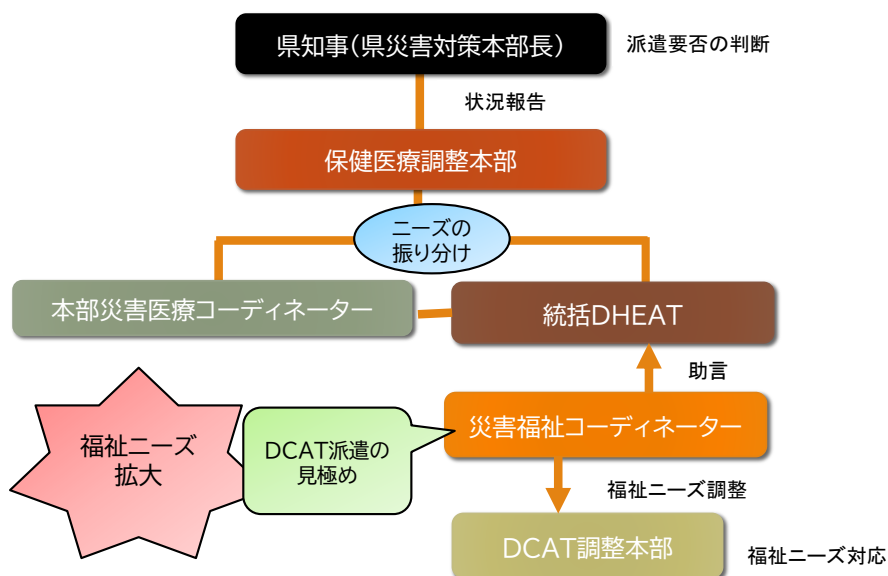 県知事(県災害対策本部長)
派遣要否の判断
状況報告
保健医療調整本部
ニーズの
振り分け
本部災害医療コーディネーター
統括DHEAT
助言
福祉ニーズ
拡大
DCAT派遣の
見極め
災害福祉コーディネーター
福祉ニーズ調整
DCAT調整本部
福祉ニーズ対応